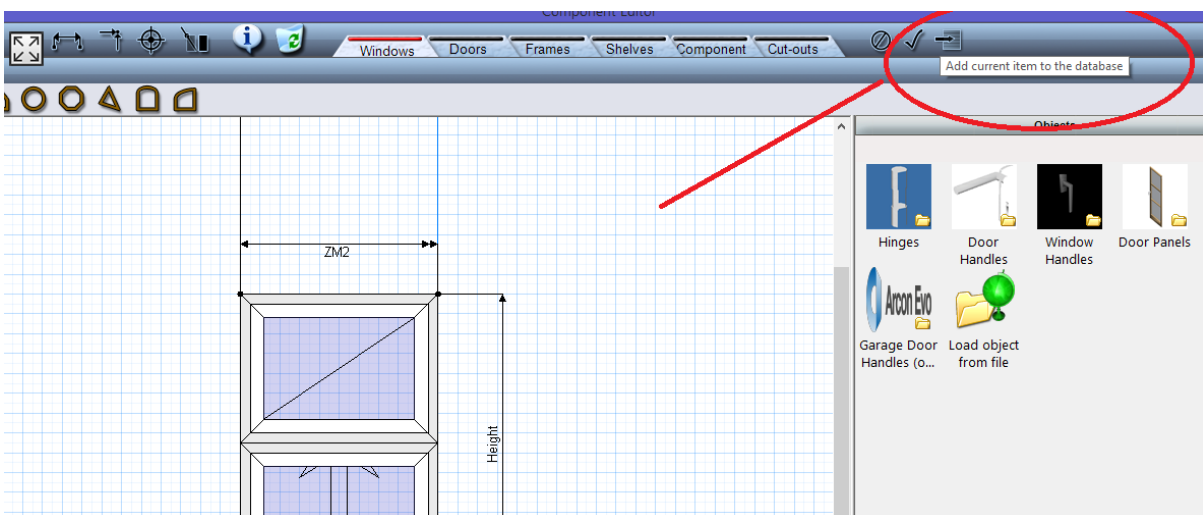 Component Editor
Windows Doors Frames Shelves Component Cut-outs
Add current item to the database
Objects
ZM2
Hinges
Door
Handles
Window
Handles
Door Panels
Arcon Evo
Garage Door
Handles (o...
Load object
from file
Height